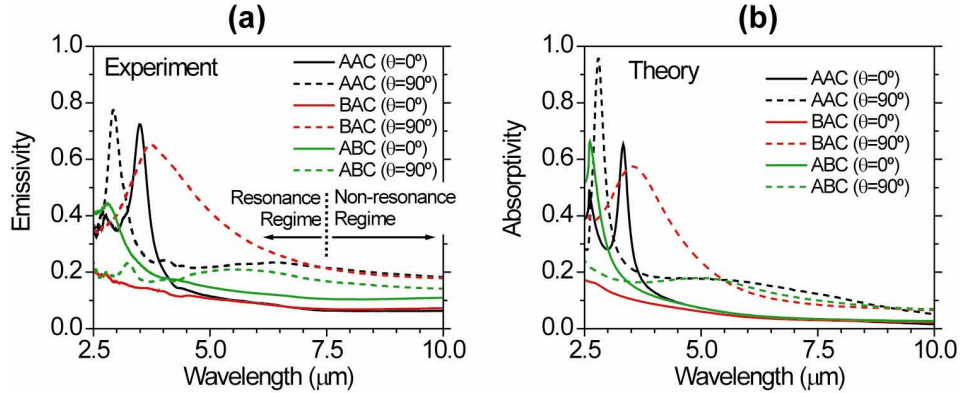 (a)
Experiment
AAC (θ=0º)
AAC (θ=90º)
BAC (θ=0º)
BAC (θ=90º)
ABC (θ=0º)
ABC (θ=90º)
Resonance Regime
Non-resonance Regime
1.0
0.8
0.6
0.4
0.2
0.0
Emissivity
2.5 5.0 7.5 10.0
Wavelength (μm)
(b)
Theory
AAC (θ=0º)
AAC (θ=90º)
BAC (θ=0º)
BAC (θ=90º)
ABC (θ=0º)
ABC (θ=90º)
1.0
0.8
0.6
0.4
0.2
0.0
Absorptivity
2.5 5.0 7.5 10.0
Wavelength (μm)